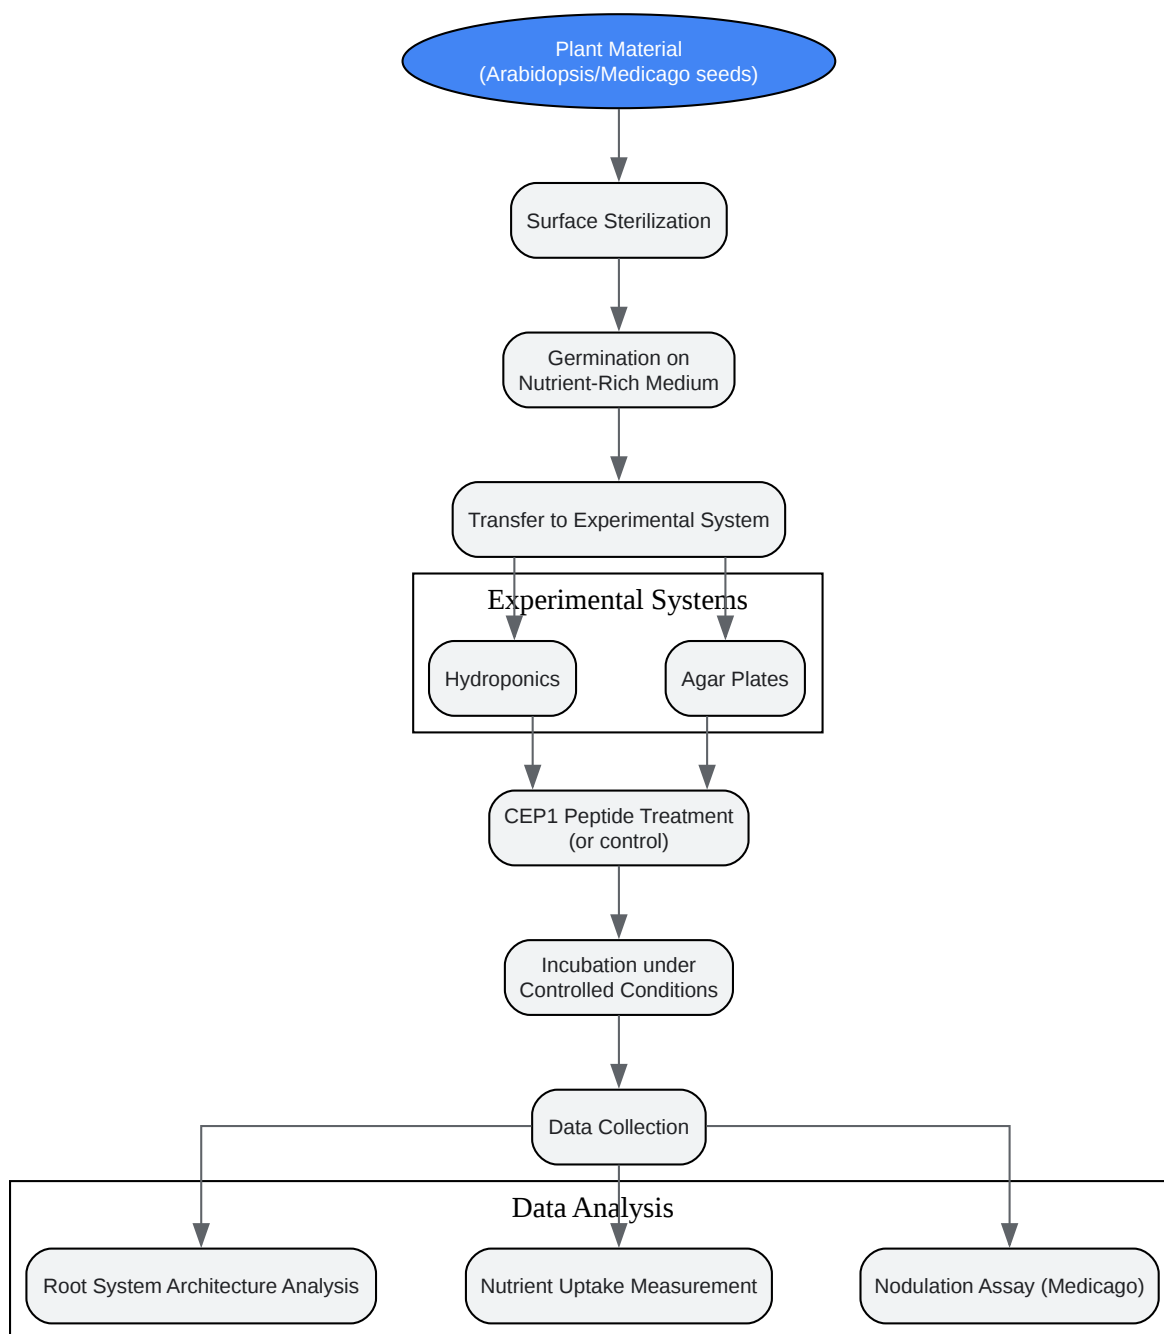 Plant Material
(Arabidopsis/Medicago seeds)
Surface Sterilization
Germination on
Nutrient-Rich Medium
Transfer to Experimental System
Experimental Systems
Hydroponics
Agar Plates
CEP1 Peptide Treatment
(or control)
Incubation under
Controlled Conditions
Data Collection
Data Analysis
Root System Architecture Analysis
Nutrient Uptake Measurement
Nodulation Assay (Medicago)